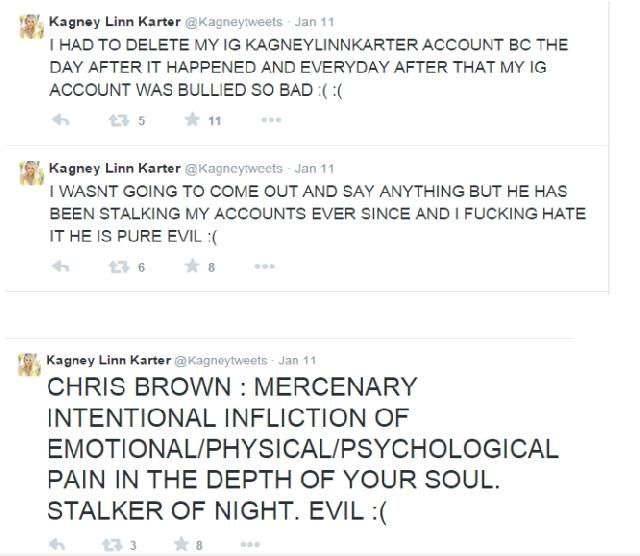 Kagney Linn Karter @Kagneytweets · Jan 11
I HAD TO DELETE MY IG KAGNEYLINNKARTER ACCOUNT BC THE
DAY AFTER IT HAPPENED AND EVERYDAY AFTER THAT MY IG
ACCOUNT WAS BULLIED SO BAD :( :(
5 11
Kagney Linn Karter @Kagneytweets · Jan 11
I WASNT GOING TO COME OUT AND SAY ANYTHING BUT HE HAS
BEEN STALKING MY ACCOUNTS EVER SINCE AND I FUCKING HATE
IT HE IS PURE EVIL :(
6 8
Kagney Linn Karter @Kagneytweets · Jan 11
CHRIS BROWN : MERCENARY
INTENTIONAL INFLICTION OF
EMOTIONAL/PHYSICAL/PSYCHOLOGICAL
PAIN IN THE DEPTH OF YOUR SOUL.
STALKER OF NIGHT. EVIL :(
3 8